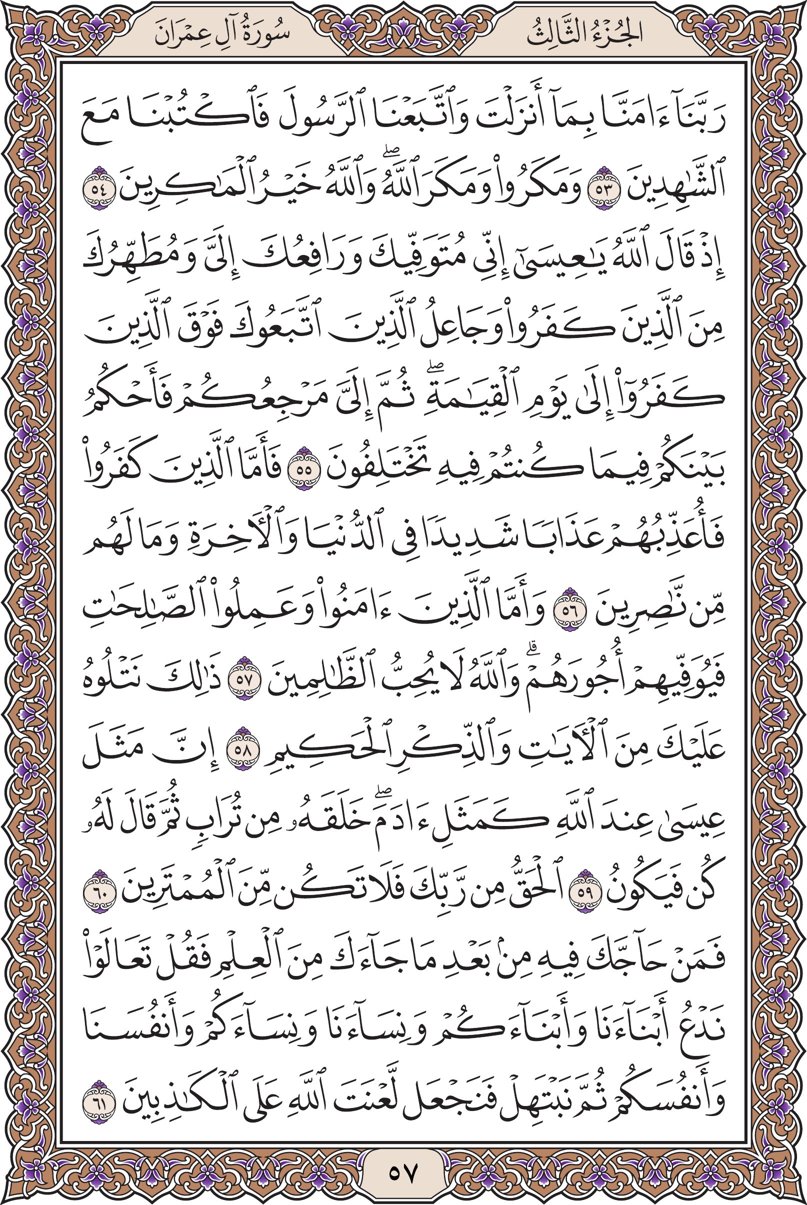 الجُزْءُ الثَّالِثُ
سُورَةُ آلِ عِمْرَانَ
رَبَّنَآ ءَامَنَّا بِمَآ أَنزَلْتَ وَٱتَّبَعْنَا ٱلرَّسُولَ فَٱكْتُبْنَا مَعَ
ٱلشَّٰهِدِينَ ٥٣ وَمَكَرُوا۟ وَمَكَرَ ٱللَّهُۖ وَٱللَّهُ خَيْرُ ٱلْمَٰكِرِينَ ٥٤
إِذْ قَالَ ٱللَّهُ يَٰعِيسَىٰٓ إِنِّى مُتَوَفِّيكَ وَرَافِعُكَ إِلَىَّ وَمُطَهِّرُكَ
مِنَ ٱلَّذِينَ كَفَرُوا۟ وَجَاعِلُ ٱلَّذِينَ ٱتَّبَعُوكَ فَوْقَ ٱلَّذِينَ
كَفَرُوٓا۟ إِلَىٰ يَوْمِ ٱلْقِيَٰمَةِۖ ثُمَّ إِلَىَّ مَرْجِعُكُمْ فَأَحْكُمُ
بَيْنَكُمْ فِيمَا كُنتُمْ فِيهِ تَخْتَلِفُونَ ٥٥ فَأَمَّا ٱلَّذِينَ كَفَرُوا۟
فَأُعَذِّبُهُمْ عَذَابًا شَدِيدًا فِى ٱلدُّنْيَا وَٱلْءَاخِرَةِ وَمَا لَهُم
مِّن نَّٰصِرِينَ ٥٦ وَأَمَّا ٱلَّذِينَ ءَامَنُوا۟ وَعَمِلُوا۟ ٱلصَّٰلِحَٰتِ
فَيُوَفِّيهِمْ أُجُورَهُمْۗ وَٱللَّهُ لَا يُحِبُّ ٱلظَّٰلِمِينَ ٥٧ ذَٰلِكَ نَتْلُوهُ
عَلَيْكَ مِنَ ٱلْءَايَٰتِ وَٱلذِّكْرِ ٱلْحَكِيمِ ٥٨ إِنَّ مَثَلَ
عِيسَىٰ عِندَ ٱللَّهِ كَمَثَلِ ءَادَمَۖ خَلَقَهُۥ مِن تُرَابٍ ثُمَّ قَالَ لَهُۥ
كُن فَيَكُونُ ٥٩ ٱلْحَقُّ مِن رَّبِّكَ فَلَا تَكُن مِّنَ ٱلْمُمْتَرِينَ ٦٠
فَمَنْ حَآجَّكَ فِيهِ مِنۢ بَعْدِ مَا جَآءَكَ مِنَ ٱلْعِلْمِ فَقُلْ تَعَالَوْا۟
نَدْعُ أَبْنَآءَنَا وَأَبْنَآءَكُمْ وَنِسَآءَنَا وَنِسَآءَكُمْ وَأَنفُسَنَا
وَأَنفُسَكُمْ ثُمَّ نَبْتَهِلْ فَنَجْعَل لَّعْنَتَ ٱللَّهِ عَلَى ٱلْكَٰذِبِينَ ٦١
٥٧